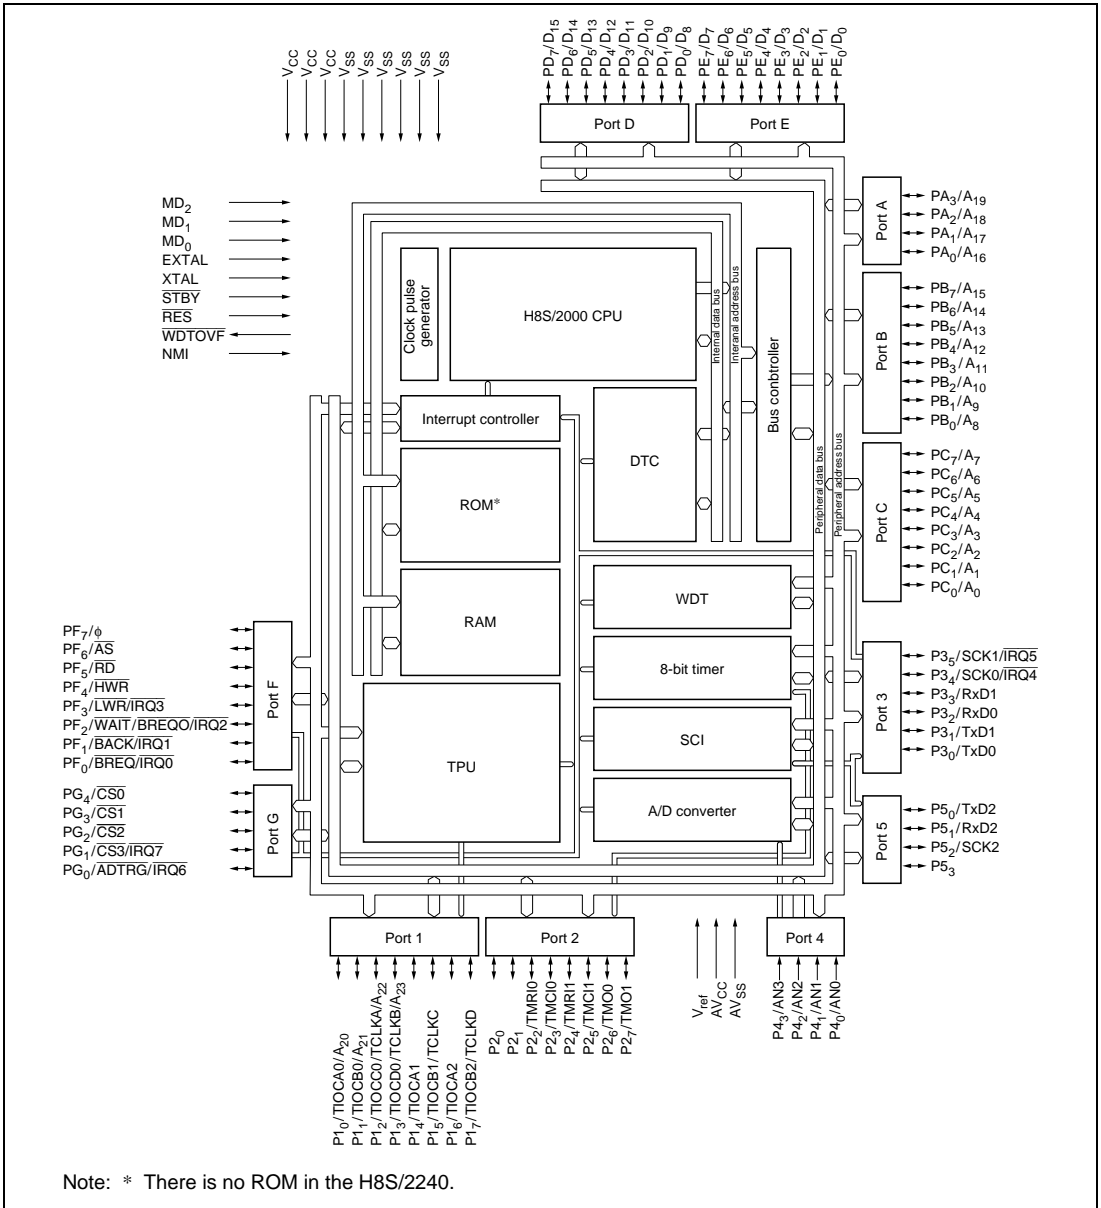 VCC
VCC
VCC
VSS
VSS
VSS
VSS
VSS
VSS
PD7/D15
PD6/D14
PD5/D13
PD4/D12
PD3/D11
PD2/D10
PD1/D9
PD0/D8
PE7/D7
PE6/D6
PE5/D5
PE4/D4
PE3/D3
PE2/D2
PE1/D1
PE0/D0
Port D
Port E
MD2
MD1
MD0
EXTAL
XTAL
STBY
RES
WDTOVF
NMI
Clock pulse
generator
H8S/2000 CPU
Internal data bus
Interanal address bus
Bus conbtroller
Peripheral data bus
Peripheral address bus
Port A
PA3/A19
PA2/A18
PA1/A17
PA0/A16
Port B
PB7/A15
PB6/A14
PB5/A13
PB4/A12
PB3/A11
PB2/A10
PB1/A9
PB0/A8
Interrupt controller
DTC
ROM*
RAM
TPU
WDT
8-bit timer
SCI
A/D converter
Port C
PC7/A7
PC6/A6
PC5/A5
PC4/A4
PC3/A3
PC2/A2
PC1/A1
PC0/A0
PF7/ϕ
PF6/AS
PF5/RD
PF4/HWR
PF3/LWR/IRQ3
PF2/WAIT/BREQO/IRQ2
PF1/BACK/IRQ1
PF0/BREQ/IRQ0
Port F
PG4/CS0
PG3/CS1
PG2/CS2
PG1/CS3/IRQ7
PG0/ADTRG/IRQ6
Port G
Port 3
P35/SCK1/IRQ5
P34/SCK0/IRQ4
P33/RxD1
P32/RxD0
P31/TxD1
P30/TxD0
Port 5
P50/TxD2
P51/RxD2
P52/SCK2
P53
Port 1
Port 2
Port 4
P10/TIOCA0/A20
P11/TIOCB0/A21
P12/TIOCC0/TCLKA/A22
P13/TIOCD0/TCLKB/A23
P14/TIOCA1
P15/TIOCB1/TCLKC
P16/TIOCA2
P17/TIOCB2/TCLKD
P20
P21
P22/TMRI0
P23/TMCI0
P24/TMRI1
P25/TMCI1
P26/TMO0
P27/TMO1
Vref
AVCC
AVSS
P43/AN3
P42/AN2
P41/AN1
P40/AN0
Note: * There is no ROM in the H8S/2240.